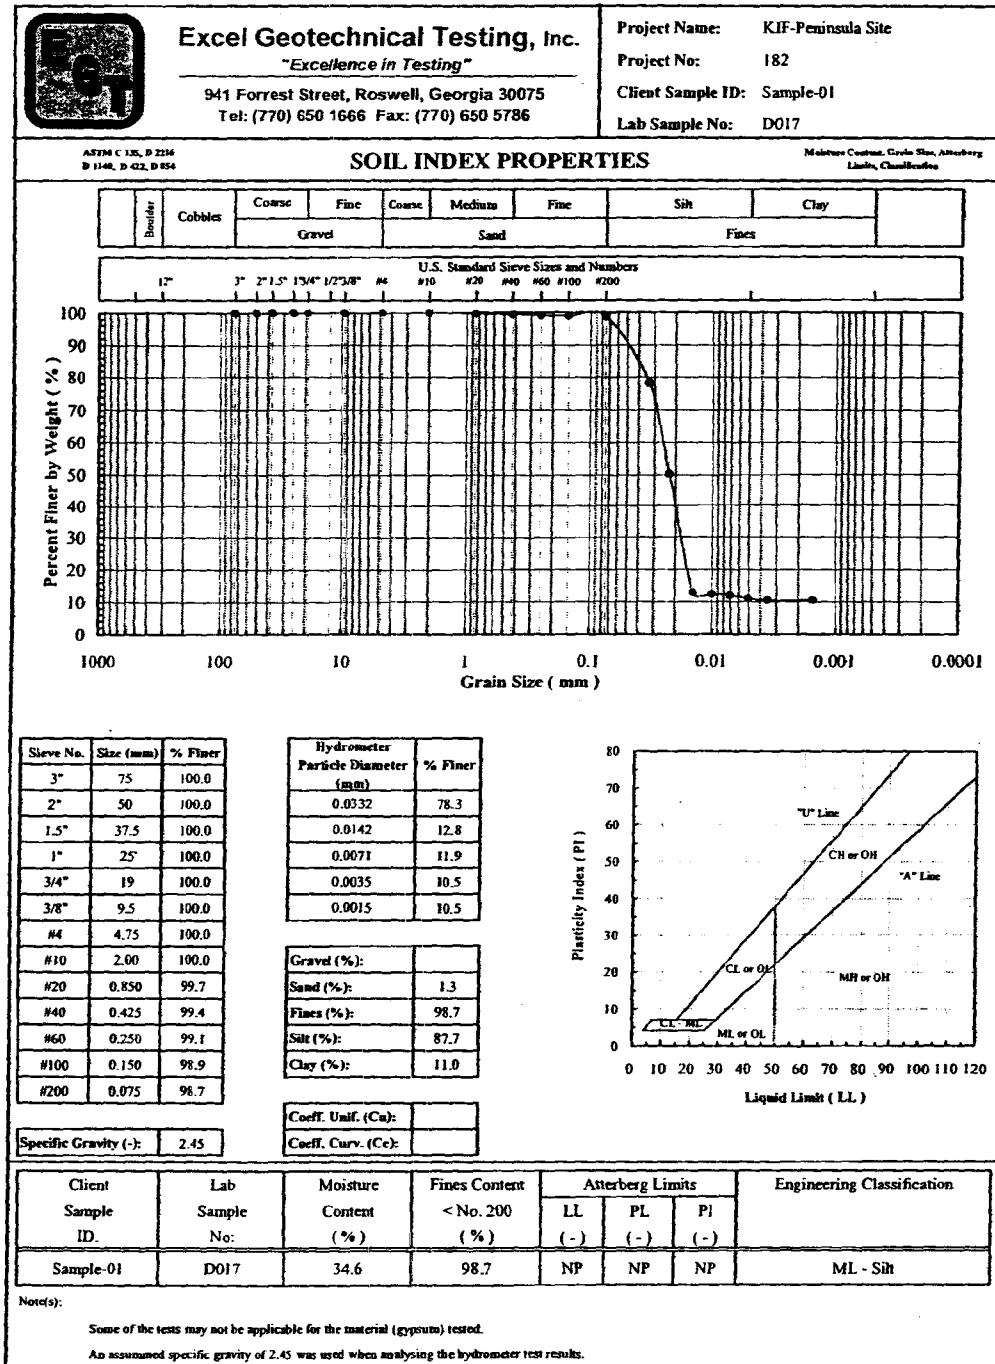 EGT
Excel Geotechnical Testing, Inc.
"Excellence in Testing"
941 Forrest Street, Roswell, Georgia 30075
Tel: (770) 650 1666 Fax: (770) 650 5786
Project Name: KIF-Peninsula Site
Project No: 182
Client Sample ID: Sample-01
Lab Sample No: D017
ASTM C 135, D 2216
D 1140, D 422, D 854
SOIL INDEX PROPERTIES
Moisture Content, Grain Size, Atterberg
Limits, Classification
Boulder Cobbles Coarse Fine Coarse Medium Fine Silt Clay
Gravel Sand Fines
U.S. Standard Sieve Sizes and Numbers
12" 3" 2" 1.5" 1" 3/4" 1/2" 3/8" #4 #10 #20 #40 #60 #100 #200
Percent Finer by Weight ( % )
100
90
80
70
60
50
40
30
20
10
0
1000 100 10 1 0.1 0.01 0.001 0.0001
Grain Size ( mm )
Sieve No. Size (mm) % Finer
3" 75 100.0
2" 50 100.0
1.5" 37.5 100.0
1" 25 100.0
3/4" 19 100.0
3/8" 9.5 100.0
#4 4.75 100.0
#10 2.00 100.0
#20 0.850 99.7
#40 0.425 99.4
#60 0.250 99.1
#100 0.150 98.9
#200 0.075 98.7
Specific Gravity (-): 2.45
Hydrometer
Particle Diameter % Finer
(mm)
0.0332 78.3
0.0142 12.8
0.0071 11.9
0.0035 10.5
0.0015 10.5
Gravel (%):
Sand (%): 1.3
Fines (%): 98.7
Silt (%): 87.7
Clay (%): 11.0
Coeff. Unif. (Cu):
Coeff. Curv. (Cc):
Plasticity Index ( PI )
80
70
60
50
40
30
20
10
0
"U" Line
CH or OH
"A" Line
CL or OL
MH or OH
CL - ML
ML or OL
0 10 20 30 40 50 60 70 80 90 100 110 120
Liquid Limit ( LL )
Client Lab Moisture Fines Content Atterberg Limits Engineering Classification
Sample Sample Content < No. 200 LL PL PI
ID. No: ( % ) ( % ) ( - ) ( - ) ( - )
Sample-01 D017 34.6 98.7 NP NP NP ML - Silt
Note(s):
Some of the tests may not be applicable for the material (gypsum) tested.
An assummed specific gravity of 2.45 was used when analysing the hydrometer test results.